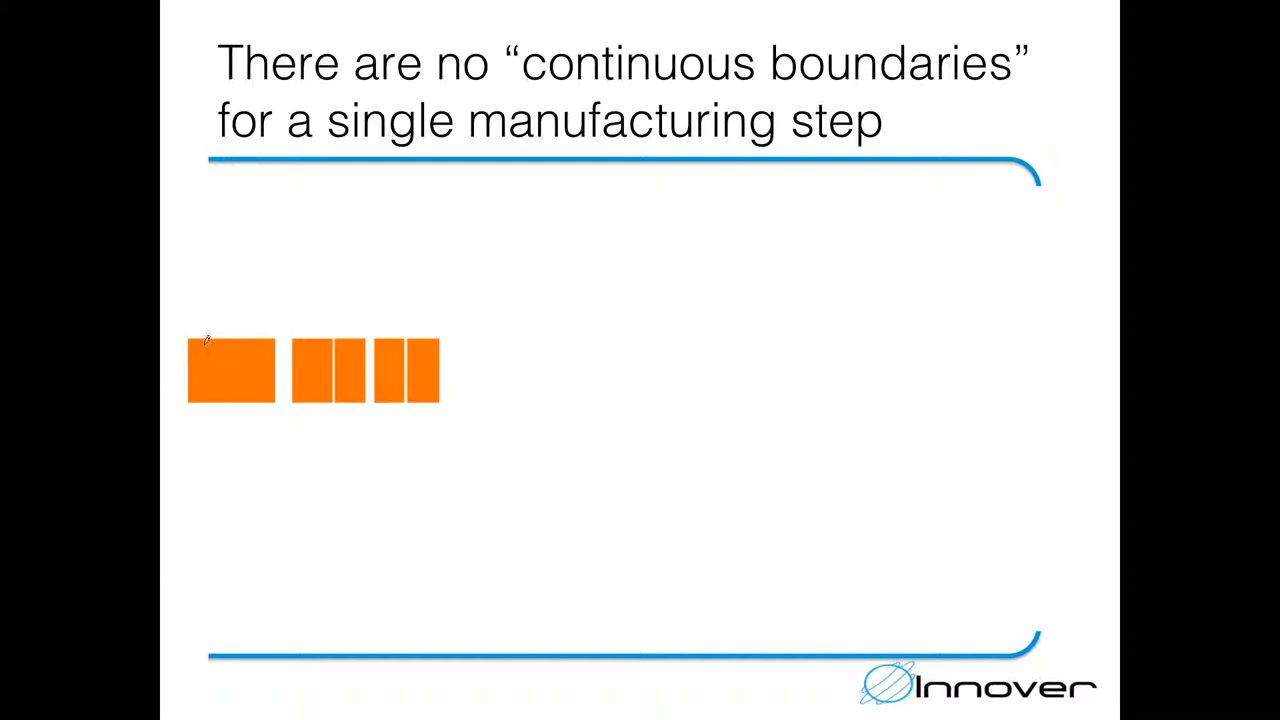 There are no “continuous boundaries”
for a single manufacturing step
Innover